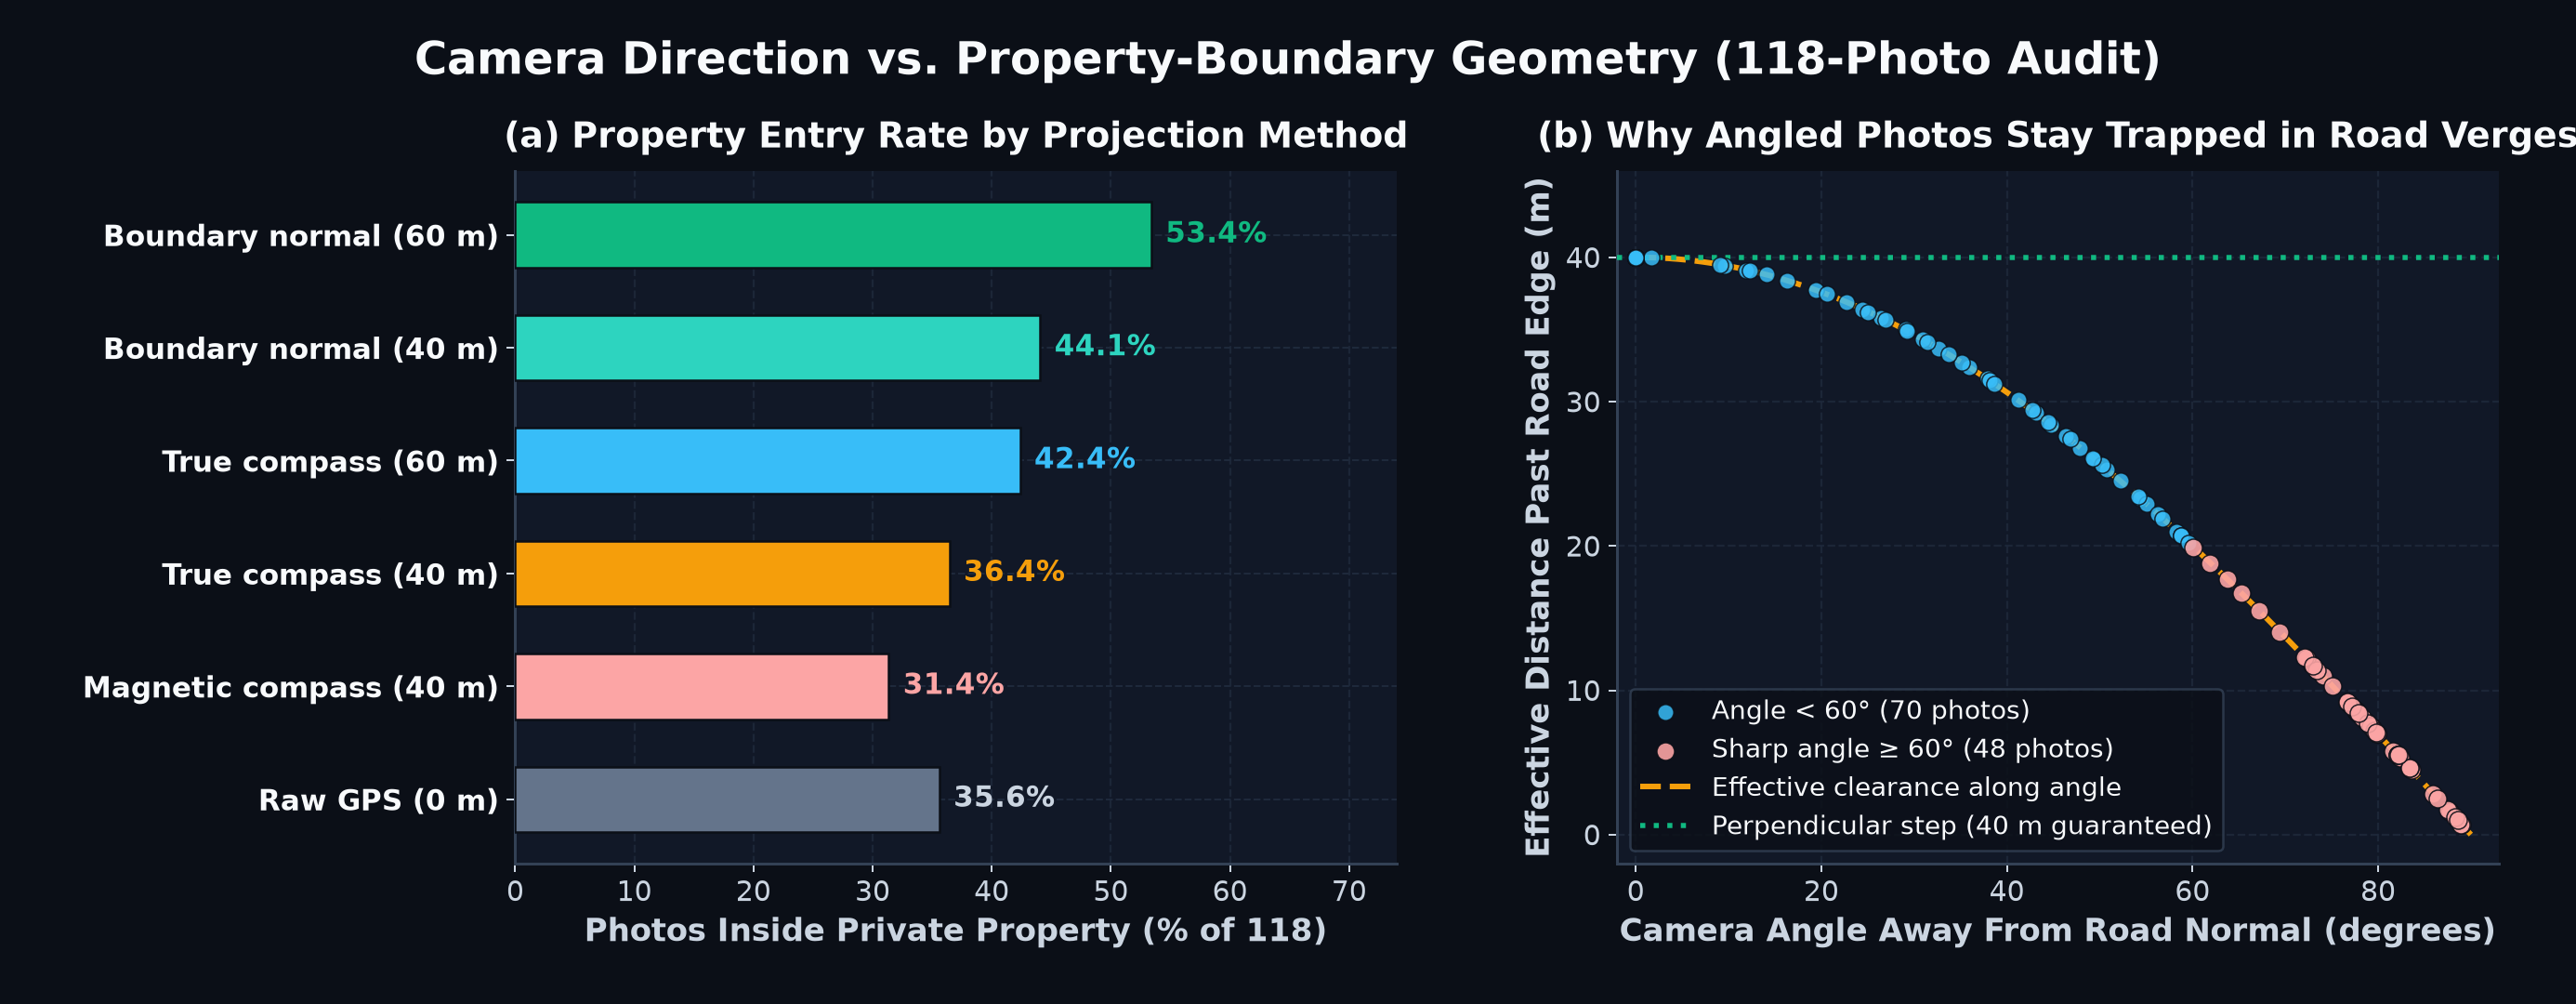 Camera Direction vs. Property-Boundary Geometry (118-Photo Audit)
(a) Property Entry Rate by Projection Method
Boundary normal (60 m)
53.4%
Boundary normal (40 m)
44.1%
True compass (60 m)
42.4%
True compass (40 m)
36.4%
Magnetic compass (40 m)
31.4%
Raw GPS (0 m)
35.6%
0 10 20 30 40 50 60 70
Photos Inside Private Property (% of 118)
(b) Why Angled Photos Stay Trapped in Road Verges
Effective Distance Past Road Edge (m)
40
30
20
10
0
Angle < 60° (70 photos)
Sharp angle ≥ 60° (48 photos)
Effective clearance along angle
Perpendicular step (40 m guaranteed)
0 20 40 60 80
Camera Angle Away From Road Normal (degrees)